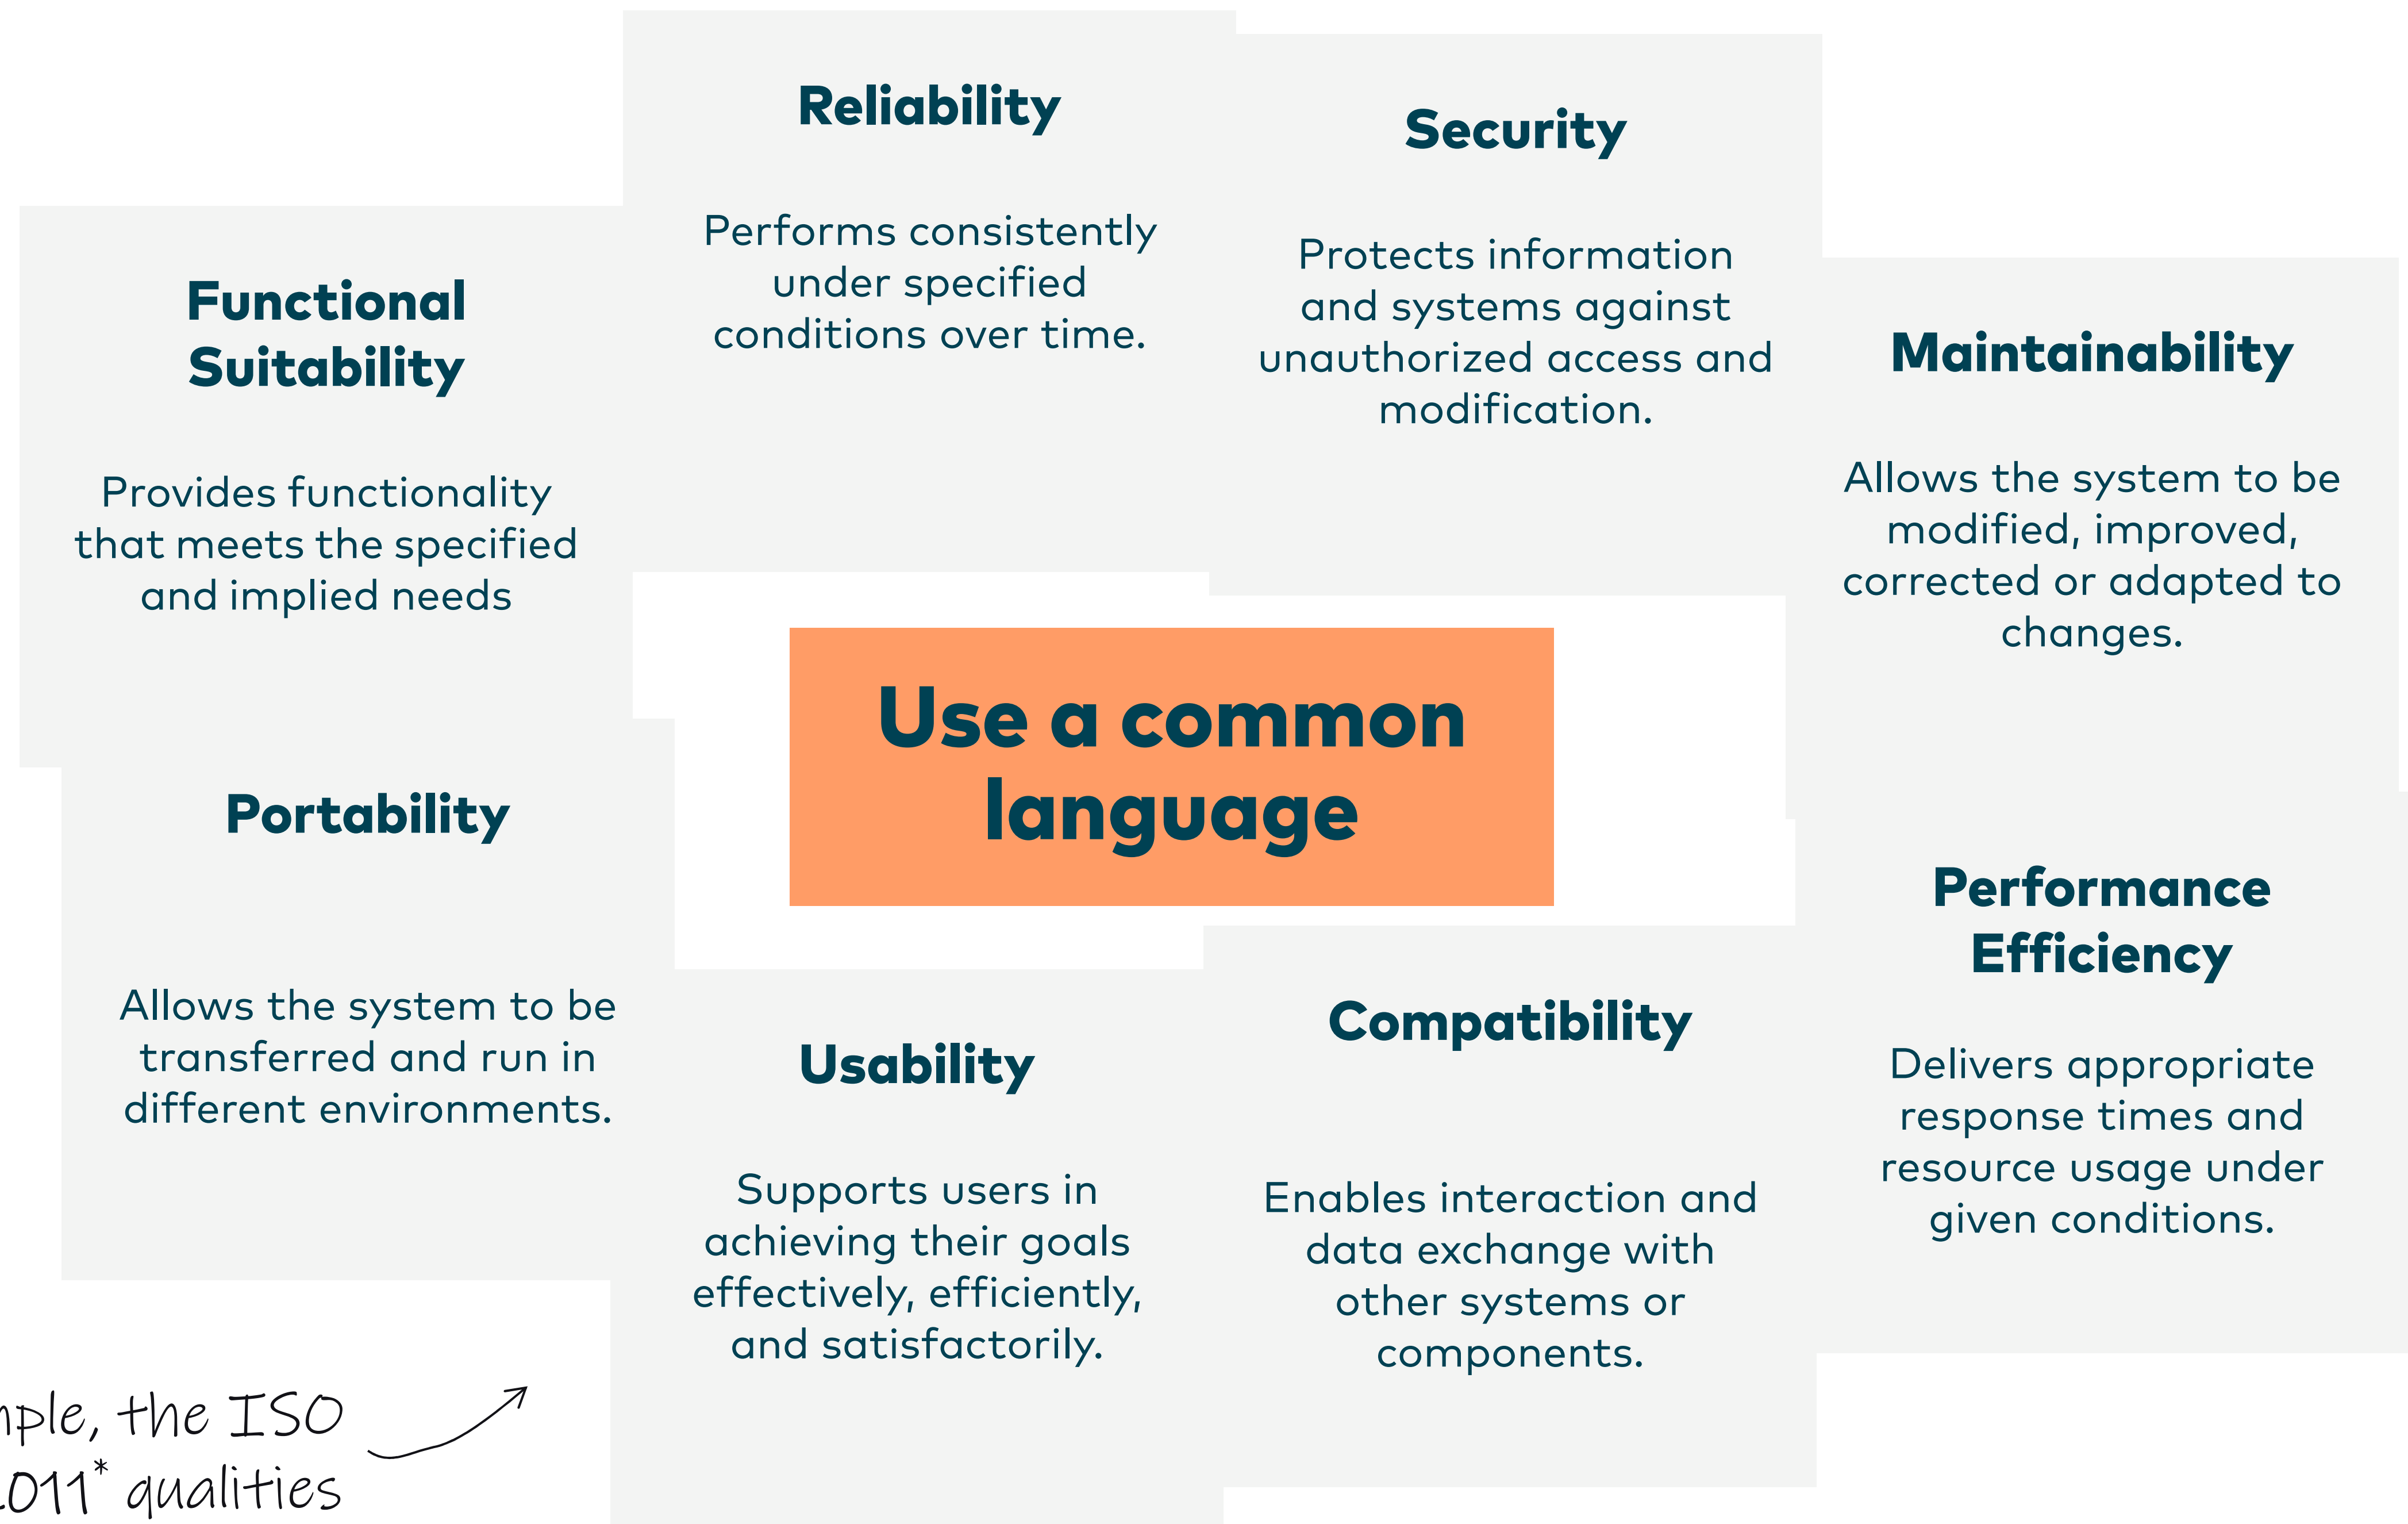 Reliability
Performs consistently
under specified
conditions over time.
Security
Protects information
and systems against
unauthorized access and
modification.
Functional
Suitability
Provides functionality
that meets the specified
and implied needs
Maintainability
Allows the system to be
modified, improved,
corrected or adapted to
changes.
Use a common
language
Portability
Allows the system to be
transferred and run in
different environments.
Performance
Efficiency
Delivers appropriate
response times and
resource usage under
given conditions.
Usability
Supports users in
achieving their goals
effectively, efficiently,
and satisfactorily.
Compatibility
Enables interaction and
data exchange with
other systems or
components.
the ISO
qualities